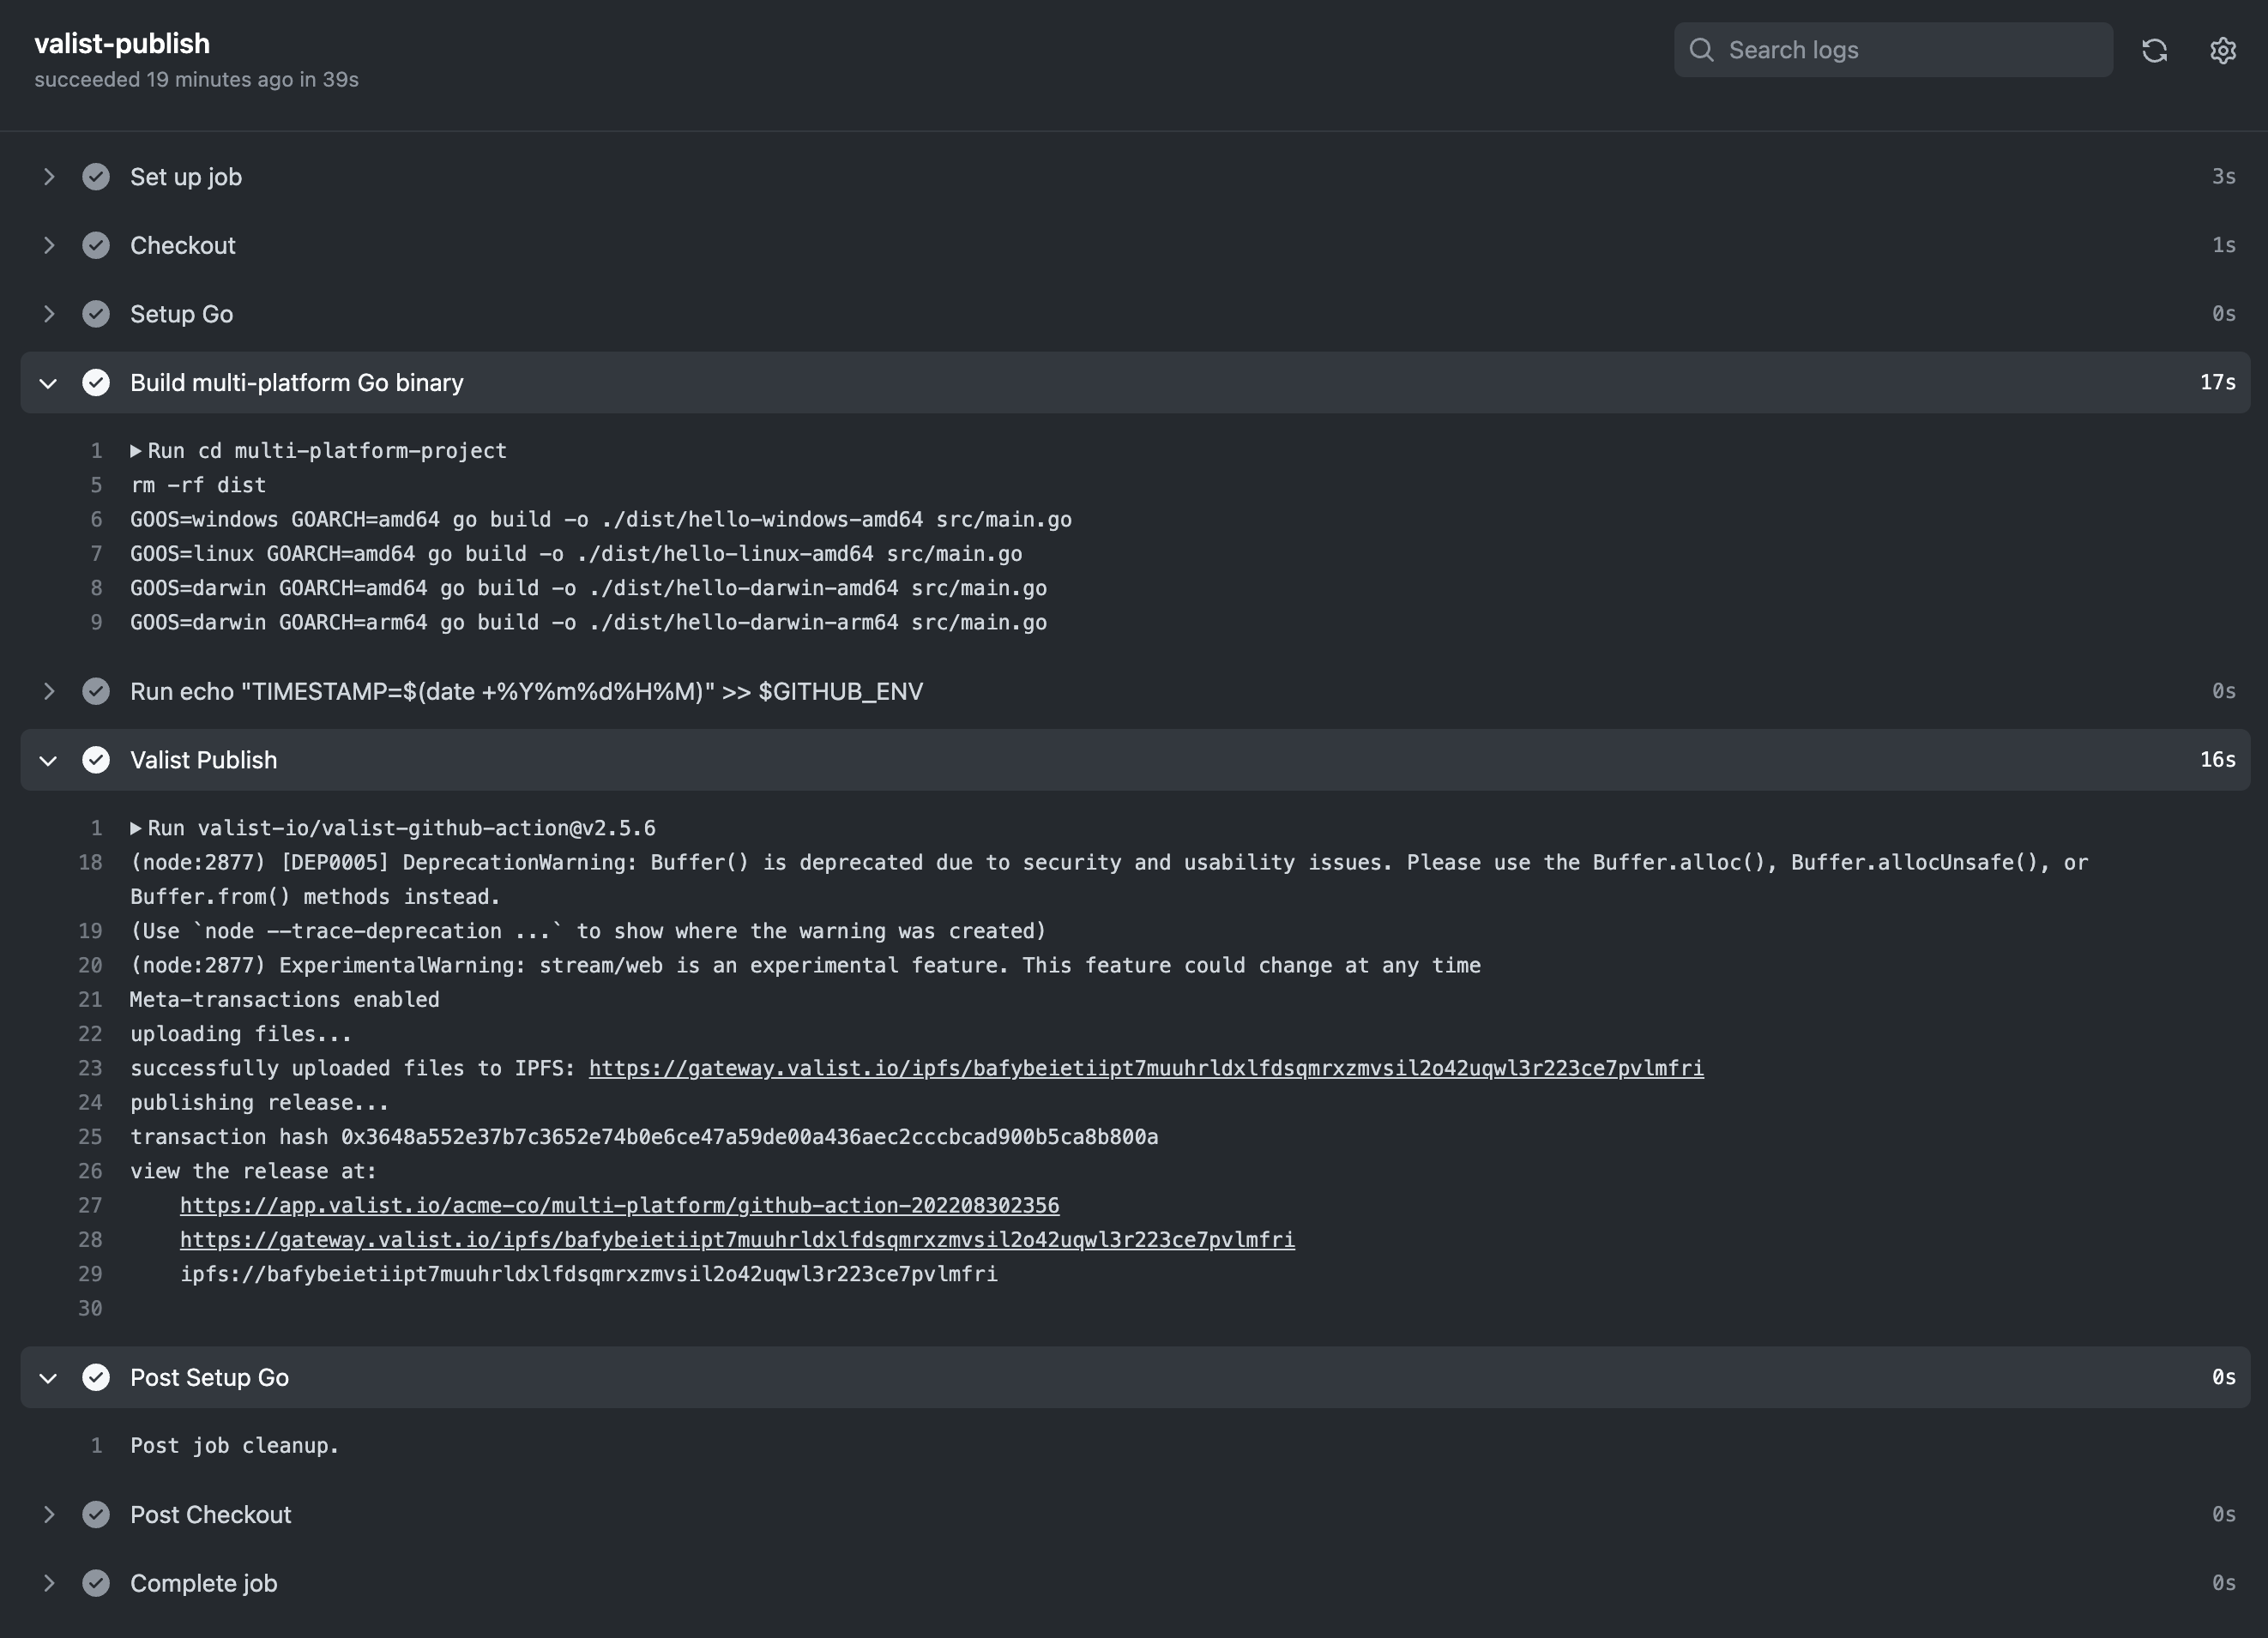 valist-publish
succeeded 19 minutes ago in 39s
Search logs
Set up job 3s
Checkout 1s
Setup Go 0s
Build multi-platform Go binary 17s
1 Run cd multi-platform-project
5 rm -rf dist
6 GOOS=windows GOARCH=amd64 go build -o ./dist/hello-windows-amd64 src/main.go
7 GOOS=linux GOARCH=amd64 go build -o ./dist/hello-linux-amd64 src/main.go
8 GOOS=darwin GOARCH=amd64 go build -o ./dist/hello-darwin-amd64 src/main.go
9 GOOS=darwin GOARCH=arm64 go build -o ./dist/hello-darwin-arm64 src/main.go
Run echo "TIMESTAMP=$(date +%Y%m%d%H%M)" >> $GITHUB_ENV 0s
Valist Publish 16s
1 Run valist-io/valist-github-action@v2.5.6
18 (node:2877) [DEP0005] DeprecationWarning: Buffer() is deprecated due to security and usability issues. Please use the Buffer.alloc(), Buffer.allocUnsafe(), or
Buffer.from() methods instead.
19 (Use `node --trace-deprecation ...` to show where the warning was created)
20 (node:2877) ExperimentalWarning: stream/web is an experimental feature. This feature could change at any time
21 Meta-transactions enabled
22 uploading files...
23 successfully uploaded files to IPFS: https://gateway.valist.io/ipfs/bafybeietiipt7muuhrldxlfdsqmrxzmvsil2o42uqwl3r223ce7pvlmfri
24 publishing release...
25 transaction hash 0x3648a552e37b7c3652e74b0e6ce47a59de00a436aec2cccbcad900b5ca8b800a
26 view the release at:
27 https://app.valist.io/acme-co/multi-platform/github-action-202208302356
28 https://gateway.valist.io/ipfs/bafybeietiipt7muuhrldxlfdsqmrxzmvsil2o42uqwl3r223ce7pvlmfri
29 ipfs://bafybeietiipt7muuhrldxlfdsqmrxzmvsil2o42uqwl3r223ce7pvlmfri
30
Post Setup Go 0s
1 Post job cleanup.
Post Checkout 0s
Complete job 0s